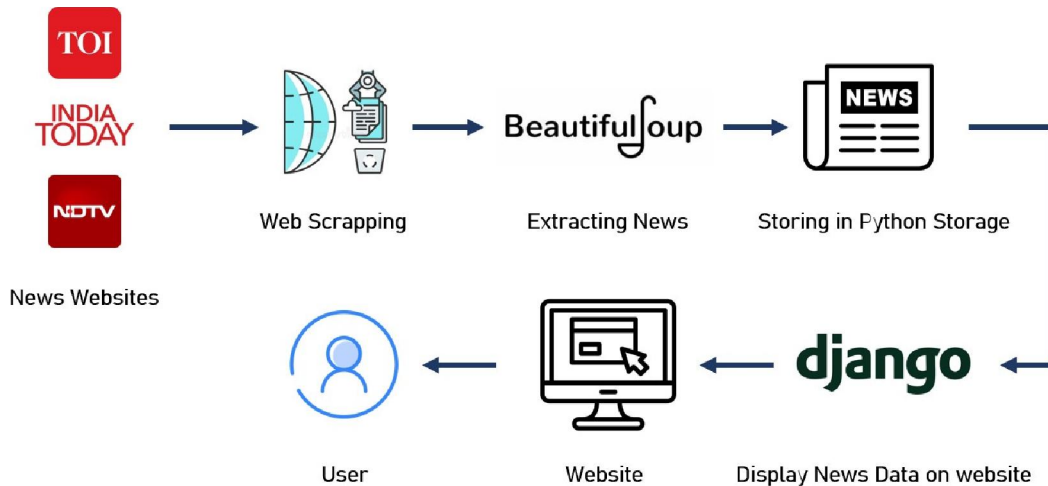 TOI
INDIA
TODAY
NDTV
News Websites
Web Scrapping
BeautifulSoup
Extracting News
NEWS
Storing in Python Storage
django
Display News Data on website
Website
User